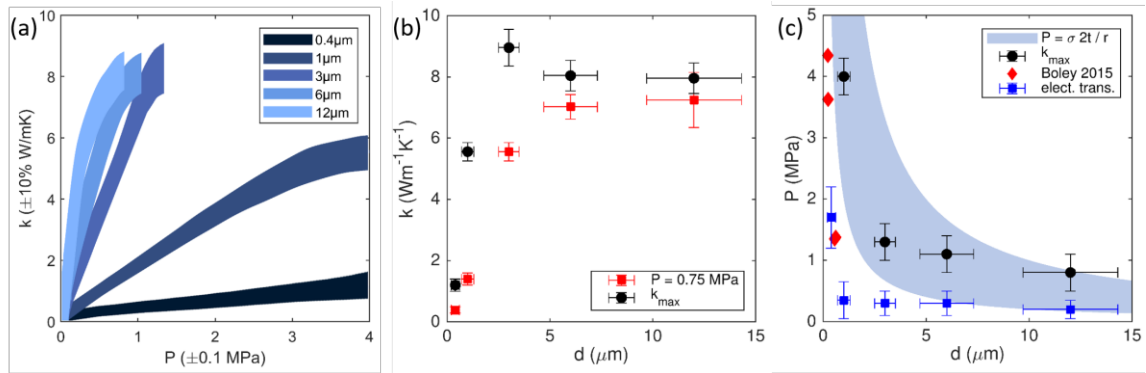 (a)
k (±10% W/mK)
10
8
6
4
2
0
0 1 2 3 4
P (±0.1 MPa)
0.4μm
1μm
3μm
6μm
12μm
(b)
k (Wm⁻¹K⁻¹)
10
8
6
4
2
0
0 5 10 15
d (μm)
P = 0.75 MPa
k_max
(c)
P (MPa)
5
4
3
2
1
0
0 5 10 15
d (μm)
P = σ 2t / r
k_max
Boley 2015
elect. trans.